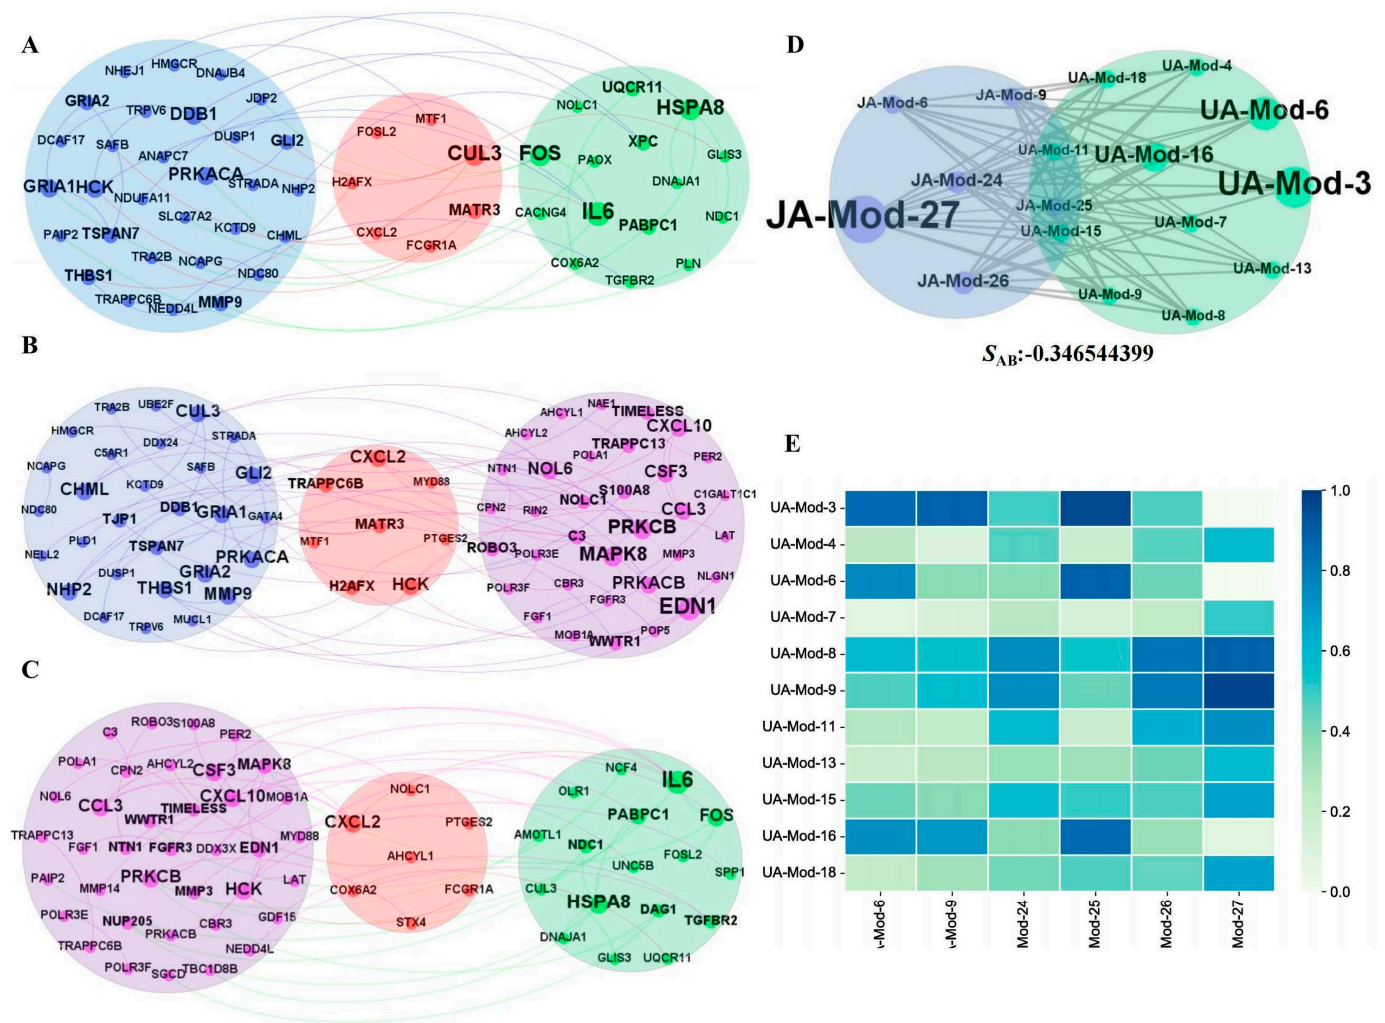 A
NHEJ1
HMGCR
DNAJB4
GRIA2
TRPV6
DDB1
JDP2
DCAF17
SAFB
DUSP1
GLI2
ANAPC7
PRKACA
GRIA1
HCK
STRADA
NHP2
NDUFA11
SLC27A2
PAIP2
TSPAN7
KCTD9
CHML
TRA2B
NCAPG
NDC80
THBS1
TRAPPC6B
NEDD4L
MMP9
MTF1
FOSL2
CUL3
H2AFX
MATR3
CXCL2
FCGR1A
UQCR11
NOLC1
HSPA8
FOS
XPC
PAOX
GLIS3
DNAJA1
CACNG4
IL6
PABPC1
NDC1
COX6A2
TGFBR2
PLN
B
TRA2B
UBE2F
CUL3
HMGCR
DDX24
STRADA
C5AR1
NCAPG
SAFB
GLI2
KCTD9
CHML
NDC80
DDB1
GRIA1
GATA4
TJP1
PLD1
TSPAN7
NELL2
PRKACA
DUSP1
GRIA2
NHP2
THBS1
MMP9
DCAF17
TRPV6
MUCL1
CXCL2
TRAPPC6B
MYD88
MATR3
MTF1
PTGES2
H2AFX
HCK
NAE1
AHCYL1
TIMELESS
CXCL10
AHCYL2
TRAPPC13
POLA1
PER2
NTN1
NOL6
CSF3
S100A8
NOLC1
C1GALT1C1
CPN2
RIN2
CCL3
PRKCB
C3
LAT
ROBO3
POLR3E
MAPK8
MMP3
NLGN1
POLR3F
CBR3
PRKACB
FGFR3
EDN1
FGF1
MOB1A
WWTR1
POP5
C
ROBO3
S100A8
C3
PER2
POLA1
CPN2
AHCYL2
CSF3
MAPK8
NOL6
CCL3
CXCL10
MOB1A
TIMELESS
WWTR1
TRAPPC13
MYD88
FGF1
NTN1
FGFR3
DDX3X
EDN1
PAIP2
PRKCB
LAT
MMP14
MMP3
HCK
POLR3E
NUP205
CBR3
GDF15
PRKACB
TRAPPC6B
NEDD4L
POLR3F
SGCD
TBC1D8B
NOLC1
CXCL2
PTGES2
AHCYL1
COX6A2
FCGR1A
STX4
NCF4
IL6
OLR1
PABPC1
FOS
AMOTL1
NDC1
FOSL2
UNC5B
SPP1
CUL3
HSPA8
DAG1
TGFBR2
DNAJA1
GLIS3
UQCR11
D
JA-Mod-6
JA-Mod-9
JA-Mod-24
JA-Mod-27
JA-Mod-26
UA-Mod-18
UA-Mod-4
UA-Mod-6
UA-Mod-11
UA-Mod-16
UA-Mod-3
JA-Mod-25
UA-Mod-15
UA-Mod-7
UA-Mod-13
UA-Mod-9
UA-Mod-8
SAB:-0.346544399
E
UA-Mod-3
UA-Mod-4
UA-Mod-6
UA-Mod-7
UA-Mod-8
UA-Mod-9
UA-Mod-11
UA-Mod-13
UA-Mod-15
UA-Mod-16
UA-Mod-18
-Mod-6
-Mod-9
Mod-24
Mod-25
Mod-26
Mod-27
1.0
0.8
0.6
0.4
0.2
0.0